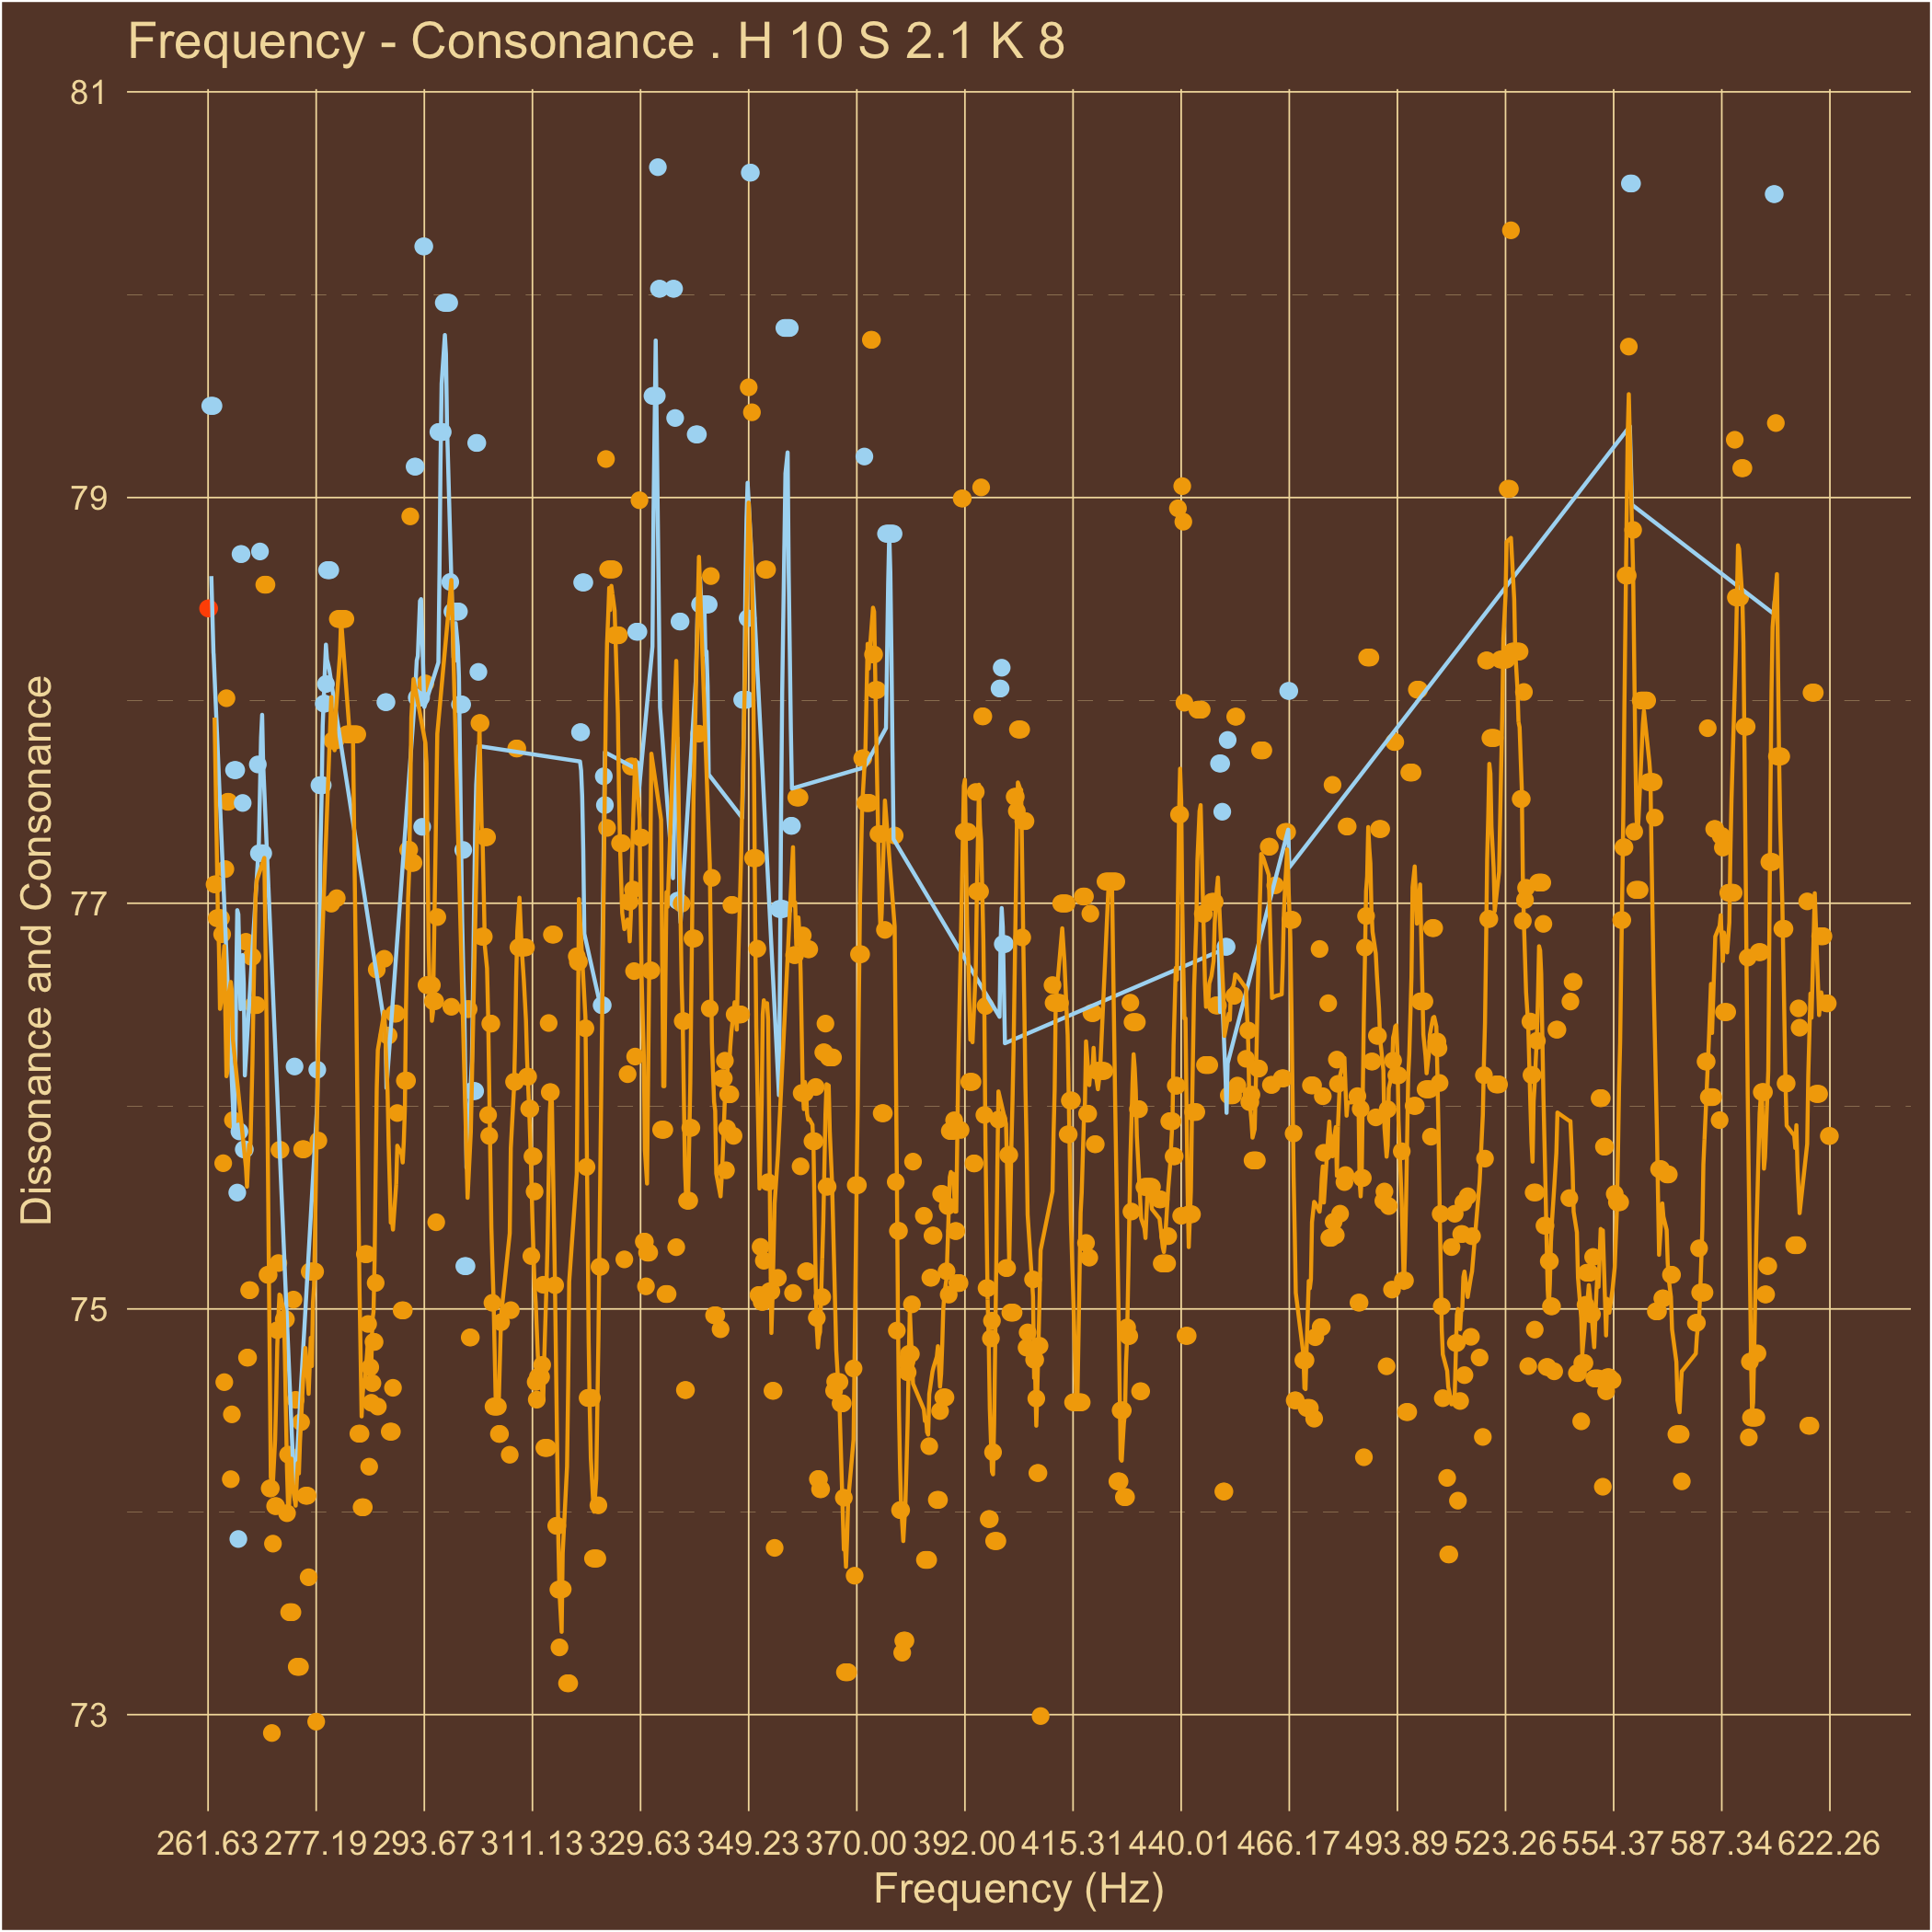 Frequency - Consonance . H 10 S 2.1 K 8
81
79
77
75
73
Dissonance and Consonance
261.63 277.19 293.67 311.13 329.63 349.23 370.00 392.00 415.31 440.01 466.17 493.89 523.26 554.37 587.34 622.26
Frequency (Hz)